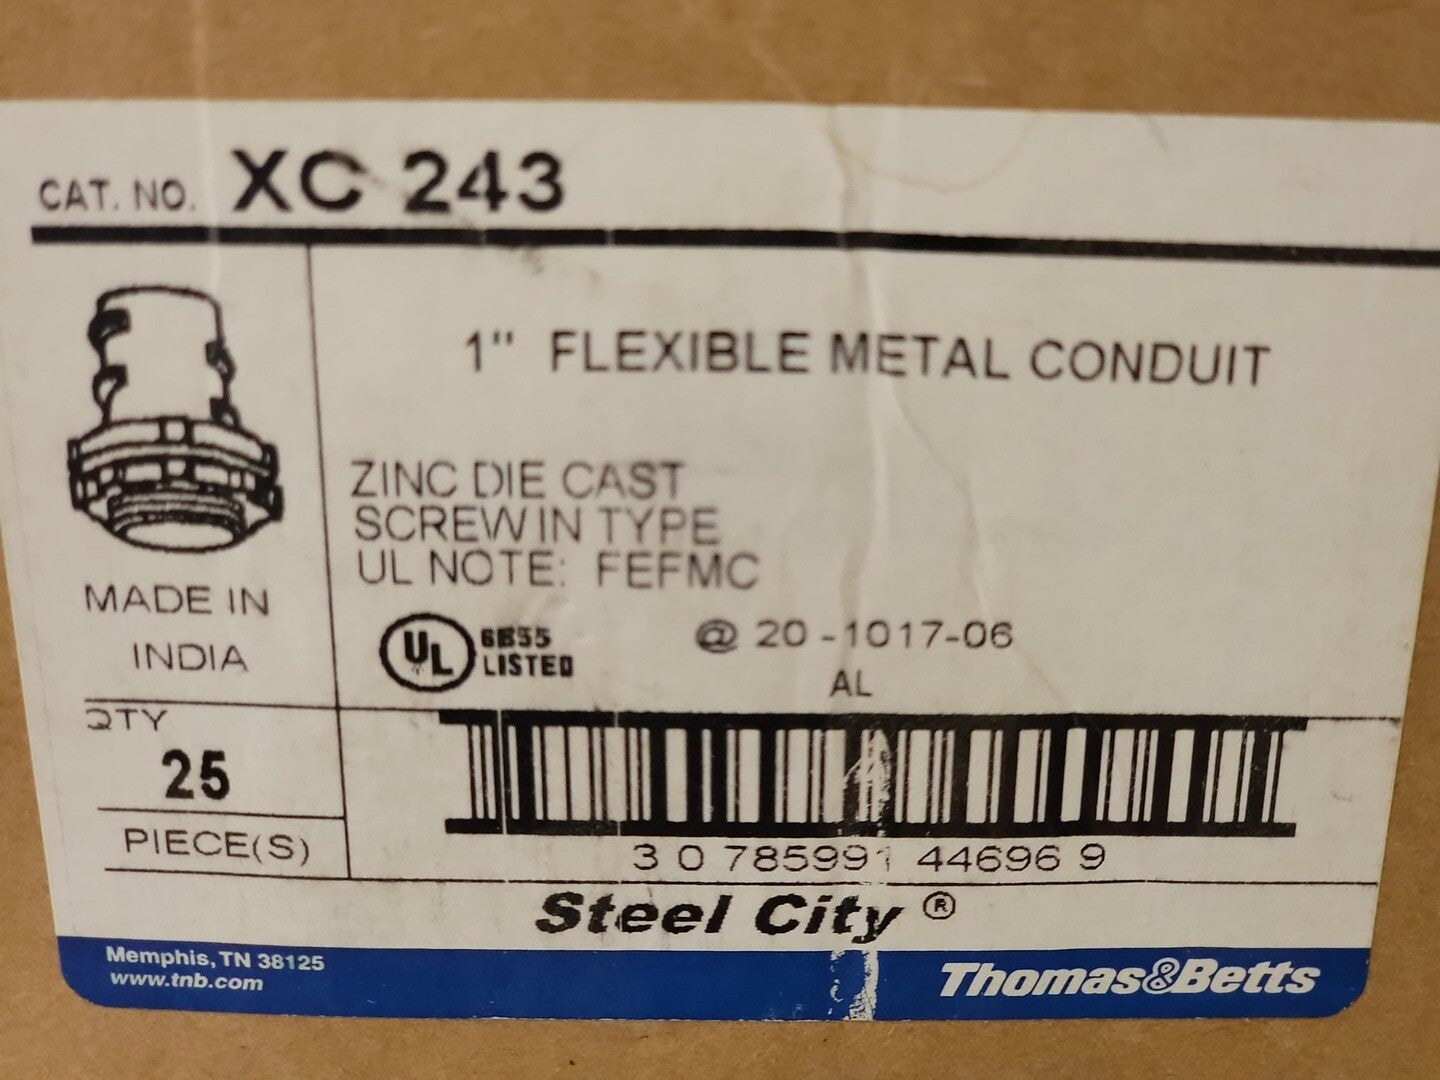 CAT. NO. XC 243
1" FLEXIBLE METAL CONDUIT
ZINC DIE CAST
SCREW IN TYPE
UL NOTE: FEFMC
MADE IN
INDIA
UL 6B55
LISTED
@ 20-1017-06
AL
QTY
25
PIECE(S)
3 0 785991 44696 9
Steel City ®
Memphis, TN 38125
www.tnb.com
Thomas&Betts